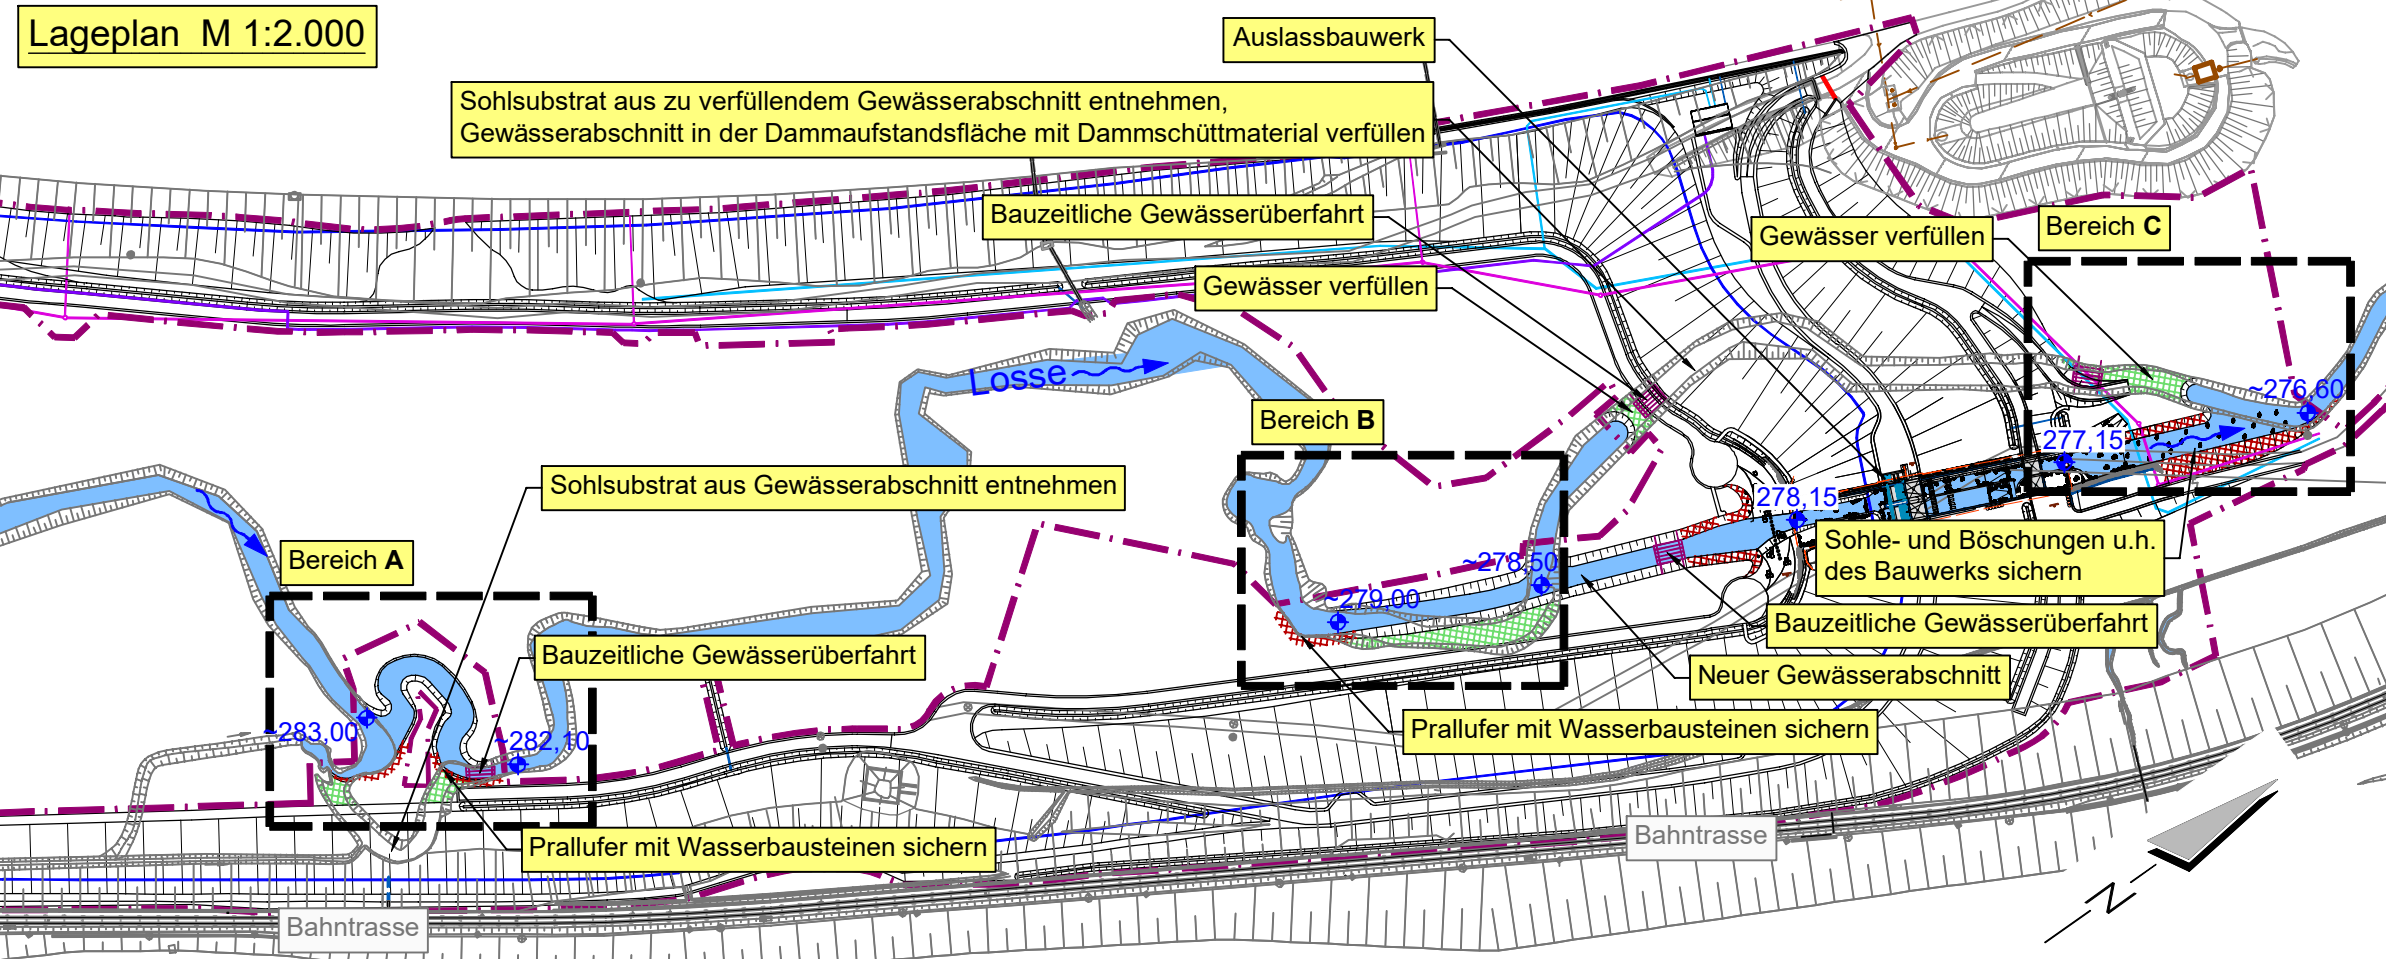 Lageplan M 1:2.000
Auslassbauwerk
Sohlsubstrat aus zu verfüllendem Gewässerabschnitt entnehmen,
Gewässerabschnitt in der Dammaufstandsfläche mit Dammschüttmaterial verfüllen
Bauzeitliche Gewässerüberfahrt
Gewässer verfüllen
Gewässer verfüllen
Bereich C
Losse
~276,60
277,15
Bereich B
Sohlsubstrat aus Gewässerabschnitt entnehmen
278,15
Bereich A
Sohle- und Böschungen u.h.
des Bauwerks sichern
~278,50
~279,00
Bauzeitliche Gewässerüberfahrt
Bauzeitliche Gewässerüberfahrt
Neuer Gewässerabschnitt
~283,00
~282,10
Prallufer mit Wasserbausteinen sichern
Prallufer mit Wasserbausteinen sichern
Bahntrasse
Bahntrasse
N